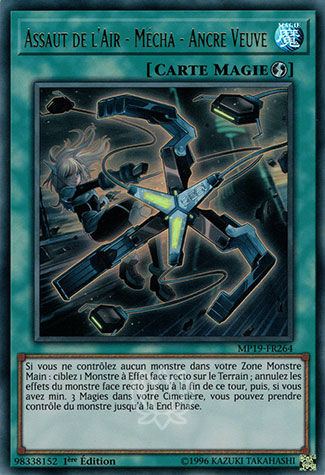 Assaut de l'Air - Mécha - Ancre Veuve
[Carte Magie]
MP19-FR264
Si vous ne contrôlez aucun monstre dans votre Zone Monstre
Main : ciblez 1 Monstre à Effet face recto sur le Terrain ; annulez les
effets du monstre face recto jusqu'à la fin de ce tour, puis, si vous
avez min. 3 Magies dans votre Cimetière, vous pouvez prendre
contrôle du monstre jusqu'à la End Phase.
98338152 1ère Édition ©1996 KAZUKI TAKAHASHI